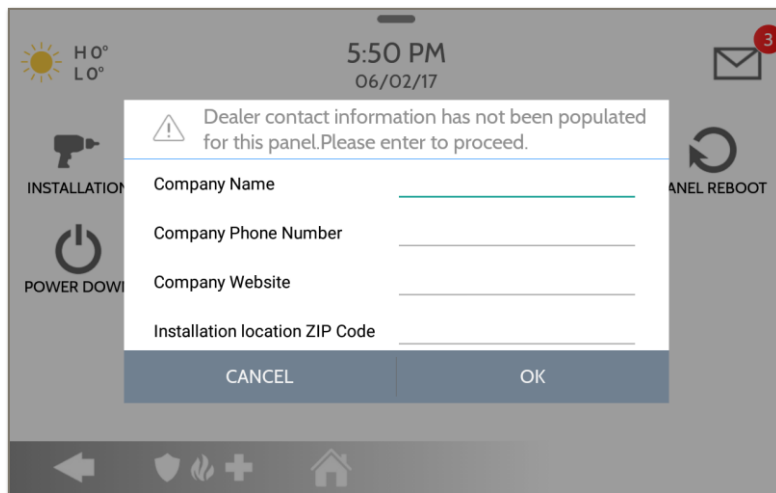 H 0°
L 0°
5:50 PM
06/02/17
3
Dealer contact information has not been populated
for this panel.Please enter to proceed.
INSTALLATION
ANEL REBOOT
Company Name
Company Phone Number
POWER DOW
Company Website
Installation location ZIP Code
CANCEL
OK